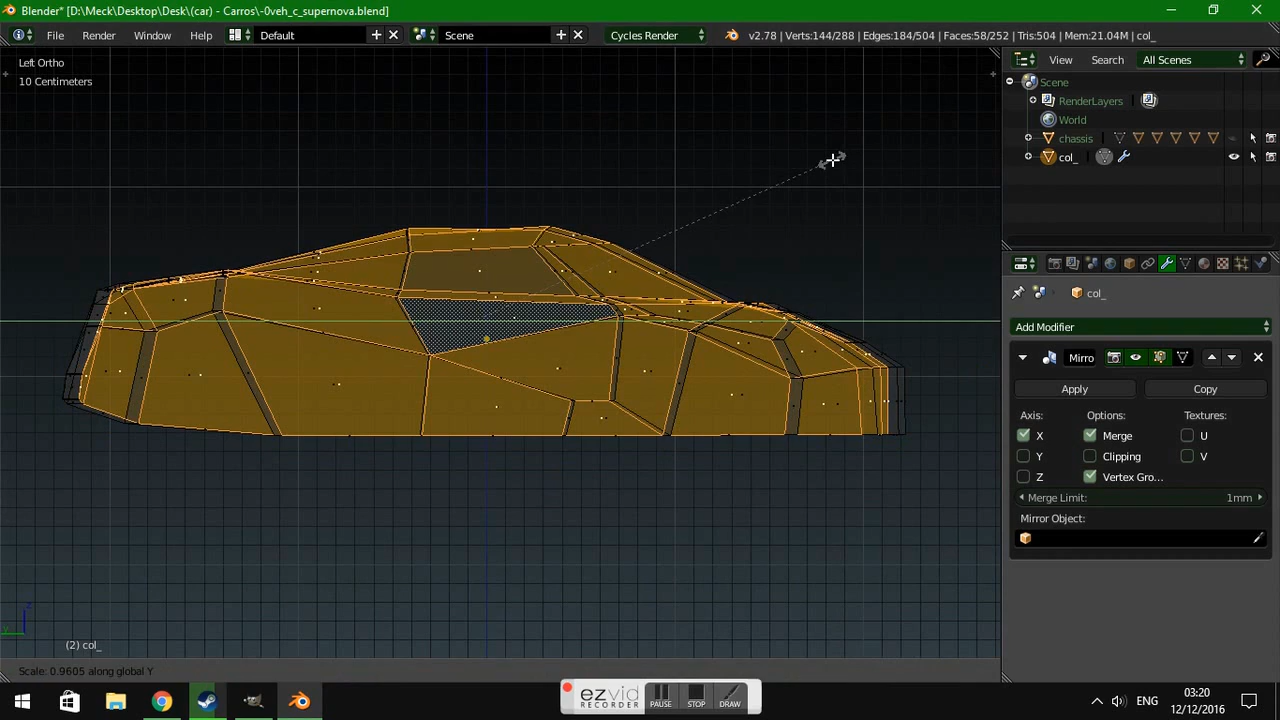 Blender* [D:\Meck\Desktop\Desk\(car) - Carros\-0veh_c_supernova.blend]
File Render Window Help Default Scene Cycles Render v2.78 | Verts:144/288 | Edges:184/504 | Faces:58/252 | Tris:504 | Mem:21.04M | col_
Left Ortho
10 Centimeters
View Search All Scenes
Scene
RenderLayers
World
chassis
col_
col_
Add Modifier
Mirro
Apply Copy
Axis: Options: Textures:
X Merge U
Y Clipping V
Z Vertex Gro...
Merge Limit: 1mm
Mirror Object:
z
y
(2) col_
Scale: 0.9605 along global Y
ezvid
RECORDER
PAUSE STOP DRAW
ENG
03:20
12/12/2016